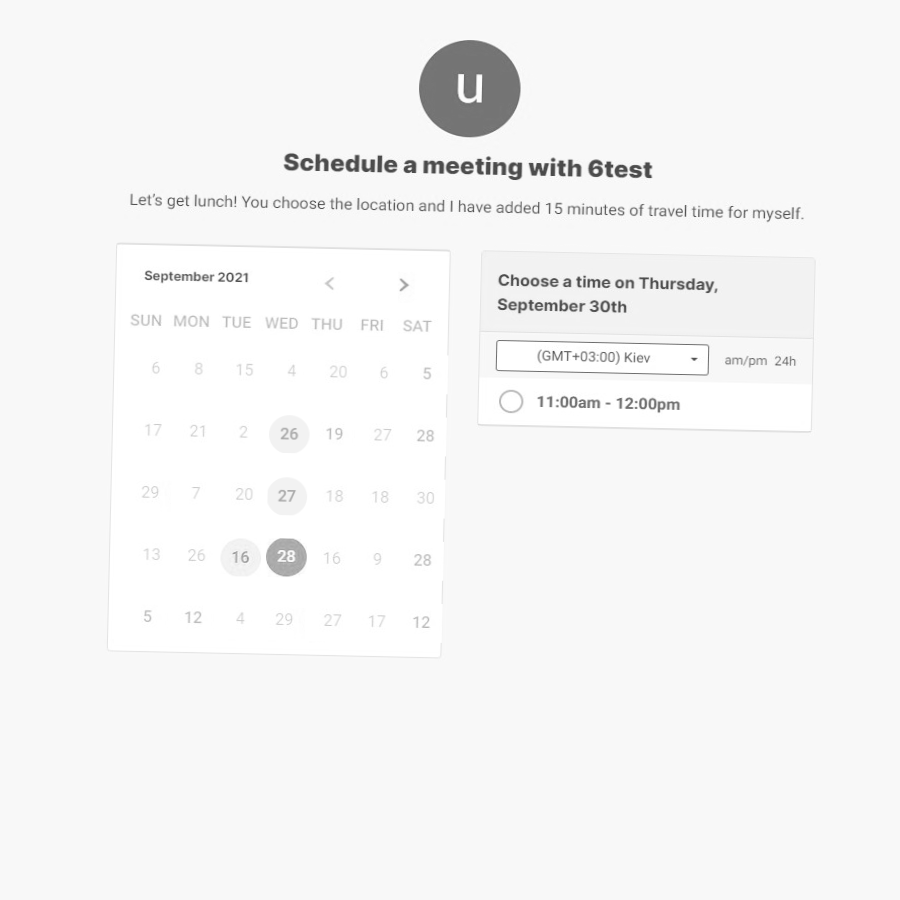 u
Schedule a meeting with 6test
Let's get lunch! You choose the location and I have added 15 minutes of travel time for myself.
September 2021
SUN MON TUE WED THU FRI SAT
6 8 15 4 20 6 5
17 21 2 26 19 27 28
29 7 20 27 18 18 30
13 26 16 28 16 9 28
5 12 4 29 27 17 12
Choose a time on Thursday,
September 30th
(GMT+03:00) Kiev am/pm 24h
11:00am - 12:00pm